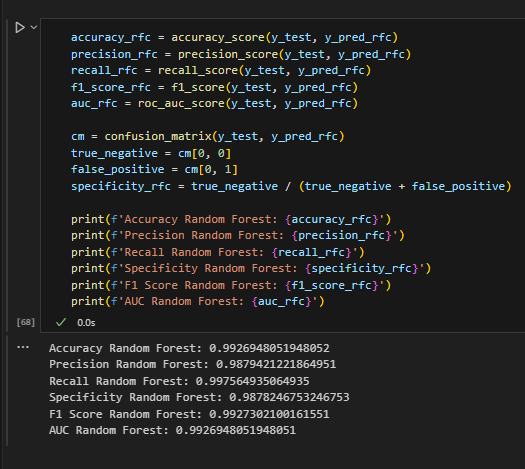 accuracy_rfc = accuracy_score(y_test, y_pred_rfc)
precision_rfc = precision_score(y_test, y_pred_rfc)
recall_rfc = recall_score(y_test, y_pred_rfc)
f1_score_rfc = f1_score(y_test, y_pred_rfc)
auc_rfc = roc_auc_score(y_test, y_pred_rfc)
cm = confusion_matrix(y_test, y_pred_rfc)
true_negative = cm[0, 0]
false_positive = cm[0, 1]
specificity_rfc = true_negative / (true_negative + false_positive)
print(f'Accuracy Random Forest: {accuracy_rfc}')
print(f'Precision Random Forest: {precision_rfc}')
print(f'Recall Random Forest: {recall_rfc}')
print(f'Specificity Random Forest: {specificity_rfc}')
print(f'F1 Score Random Forest: {f1_score_rfc}')
print(f'AUC Random Forest: {auc_rfc}')
[68] ✓ 0.0s
... Accuracy Random Forest: 0.9926948051948052
Precision Random Forest: 0.9879421221864951
Recall Random Forest: 0.997564935064935
Specificity Random Forest: 0.9878246753246753
F1 Score Random Forest: 0.9927302100161551
AUC Random Forest: 0.9926948051948051